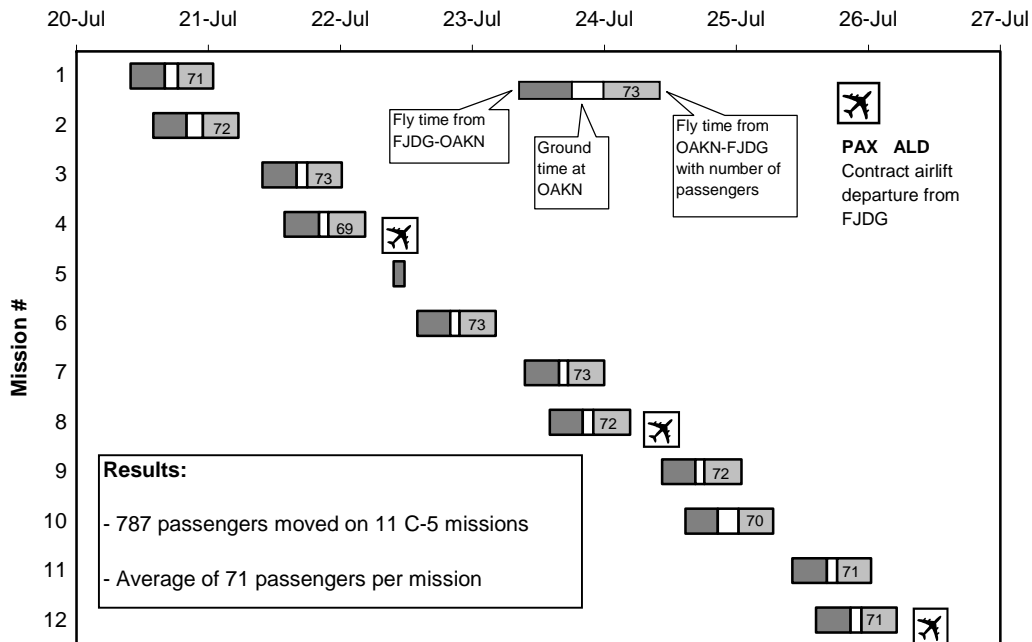 20-Jul 21-Jul 22-Jul 23-Jul 24-Jul 25-Jul 26-Jul 27-Jul
Mission #
1
71
2
72
3
73
4
69
5
6
73
7
73
8
72
9
72
10
70
11
71
12
71
73
Fly time from
FJDG-OAKN
Ground
time at
OAKN
Fly time from
OAKN-FJDG
with number of
passengers
PAX ALD
Contract airlift
departure from
FJDG
Results:
- 787 passengers moved on 11 C-5 missions
- Average of 71 passengers per mission